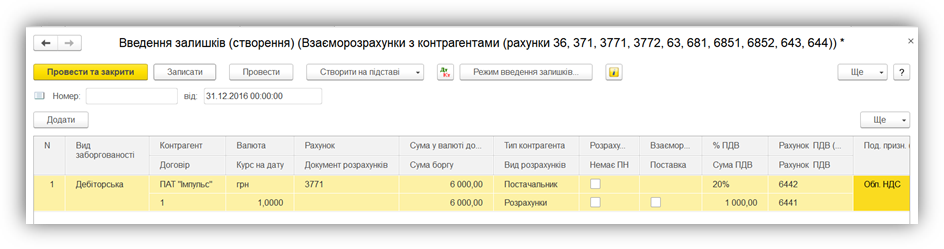 Введення залишків (створення) (Взаєморозрахунки з контрагентами (рахунки 36, 371, 3771, 3772, 63, 681, 6851, 6852, 643, 644)) *
Провести та закрити Записати Провести Створити на підставі Дт Кт Режим введення залишків... Ще ?
Номер: від: 31.12.2016 00:00:00
Додати Ще
N Вид заборгованості Контрагент Валюта Рахунок Сума у валюті до... Тип контрагента Розраху... Взаємор... % ПДВ Рахунок ПДВ (... Под. призн. (
Договір Курс на дату Документ розрахунків Сума боргу Вид розрахунків Немає ПН Поставка Сума ПДВ Рахунок ПДВ
1 Дебіторська ПАТ "Імпульс" грн 3771 6 000,00 Постачальник 20% 6442 Обл. НДС
1 1,0000 6 000,00 Розрахунки 1 000,00 6441